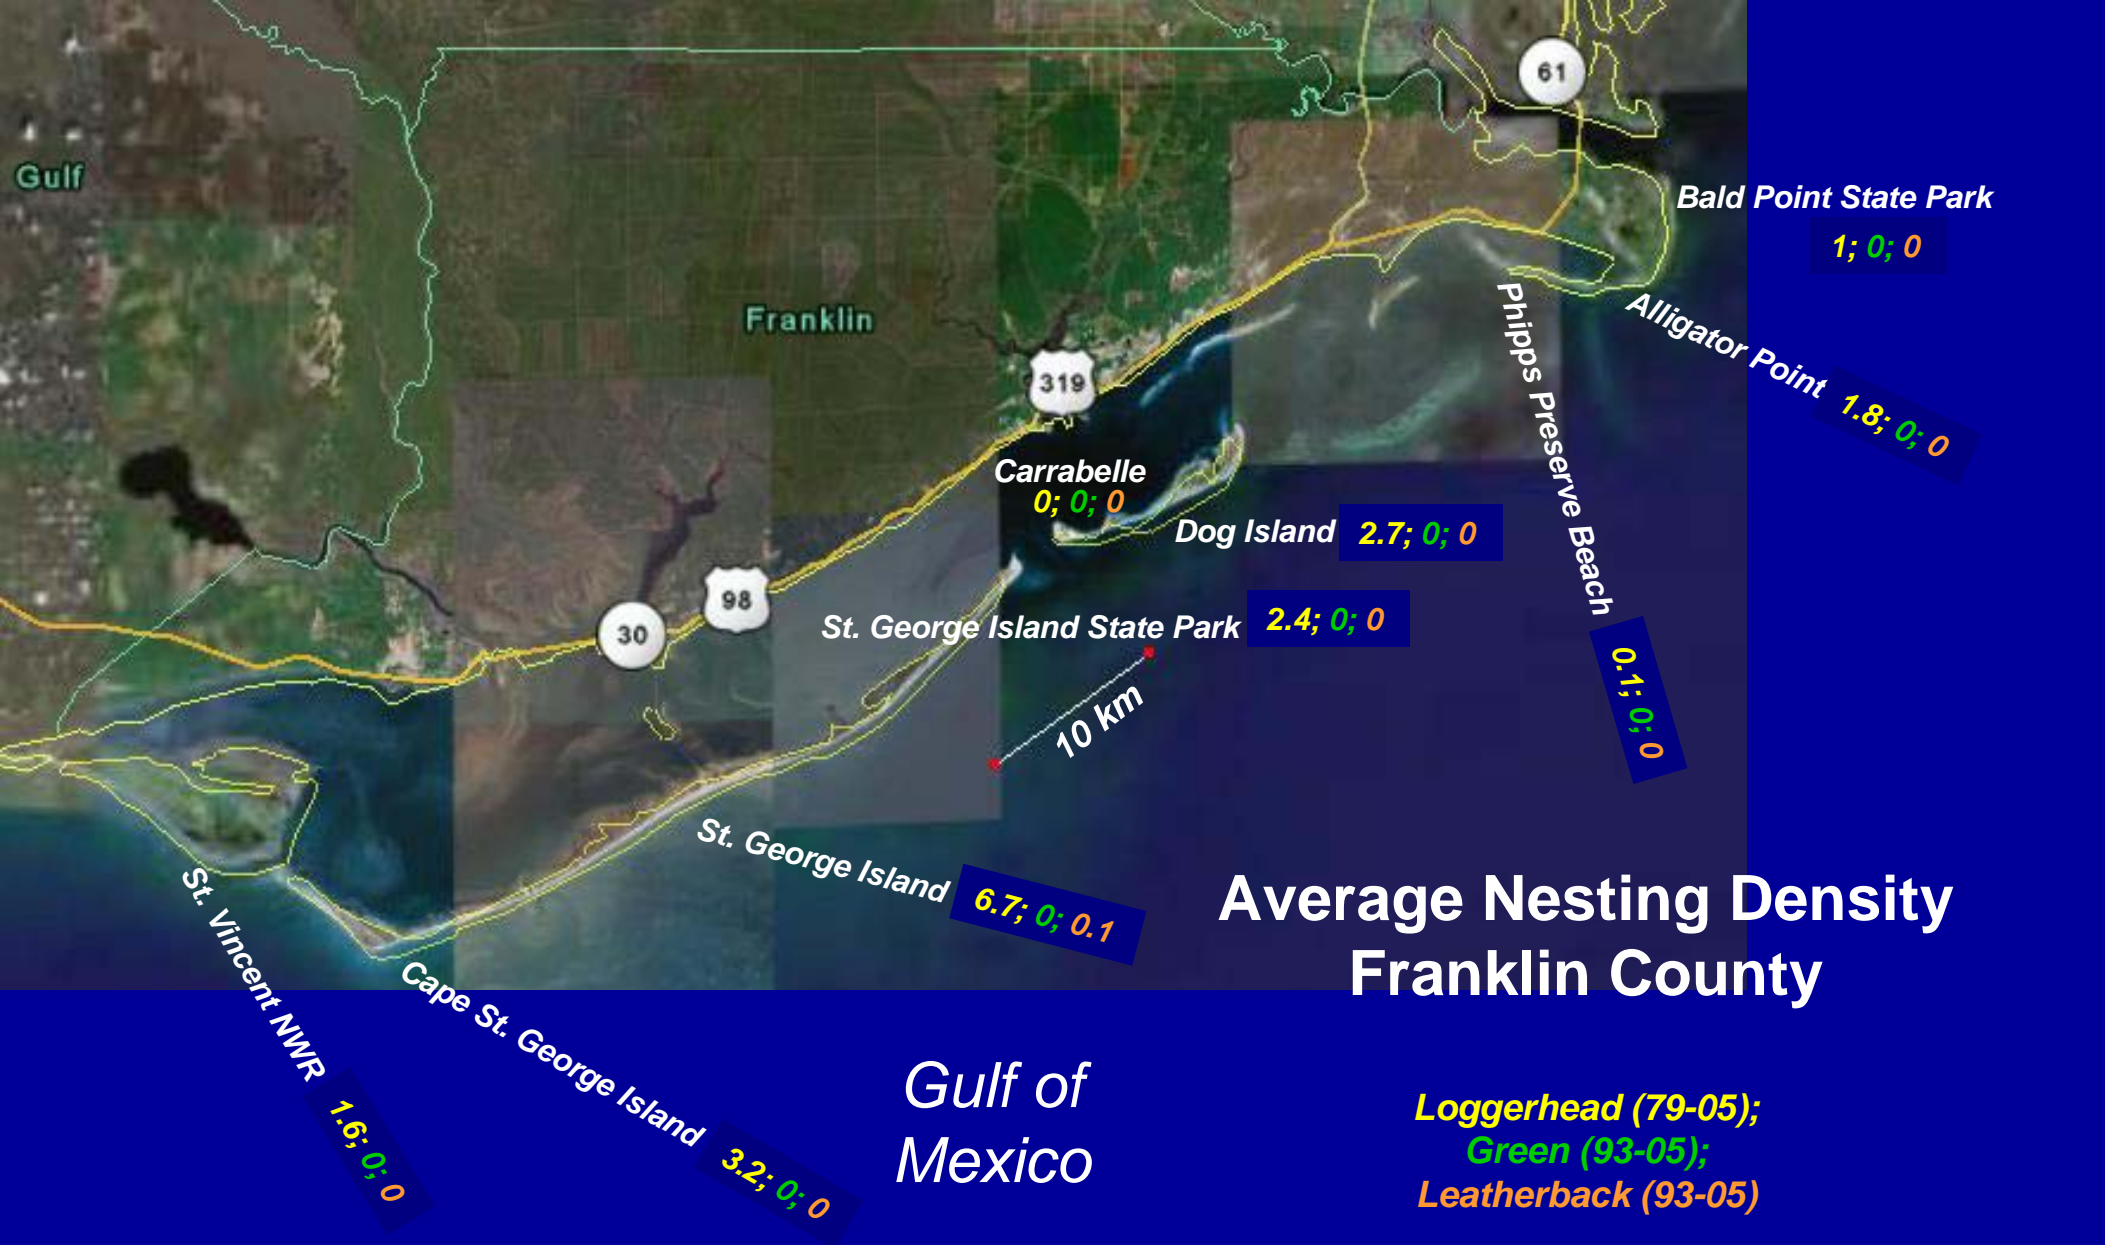 61
Gulf
Bald Point State Park
1; 0; 0
Franklin
Alligator Point 1.8; 0; 0
Phipps Preserve Beach 0.1; 0; 0
319
Carrabelle
0; 0; 0
Dog Island 2.7; 0; 0
98
30
St. George Island State Park 2.4; 0; 0
10 km
St. George Island 6.7; 0; 0.1
St. Vincent NWR 1.6; 0; 0
Cape St. George Island 3.2; 0; 0
Average Nesting Density
Franklin County
Gulf of
Mexico
Loggerhead (79-05);
Green (93-05);
Leatherback (93-05)